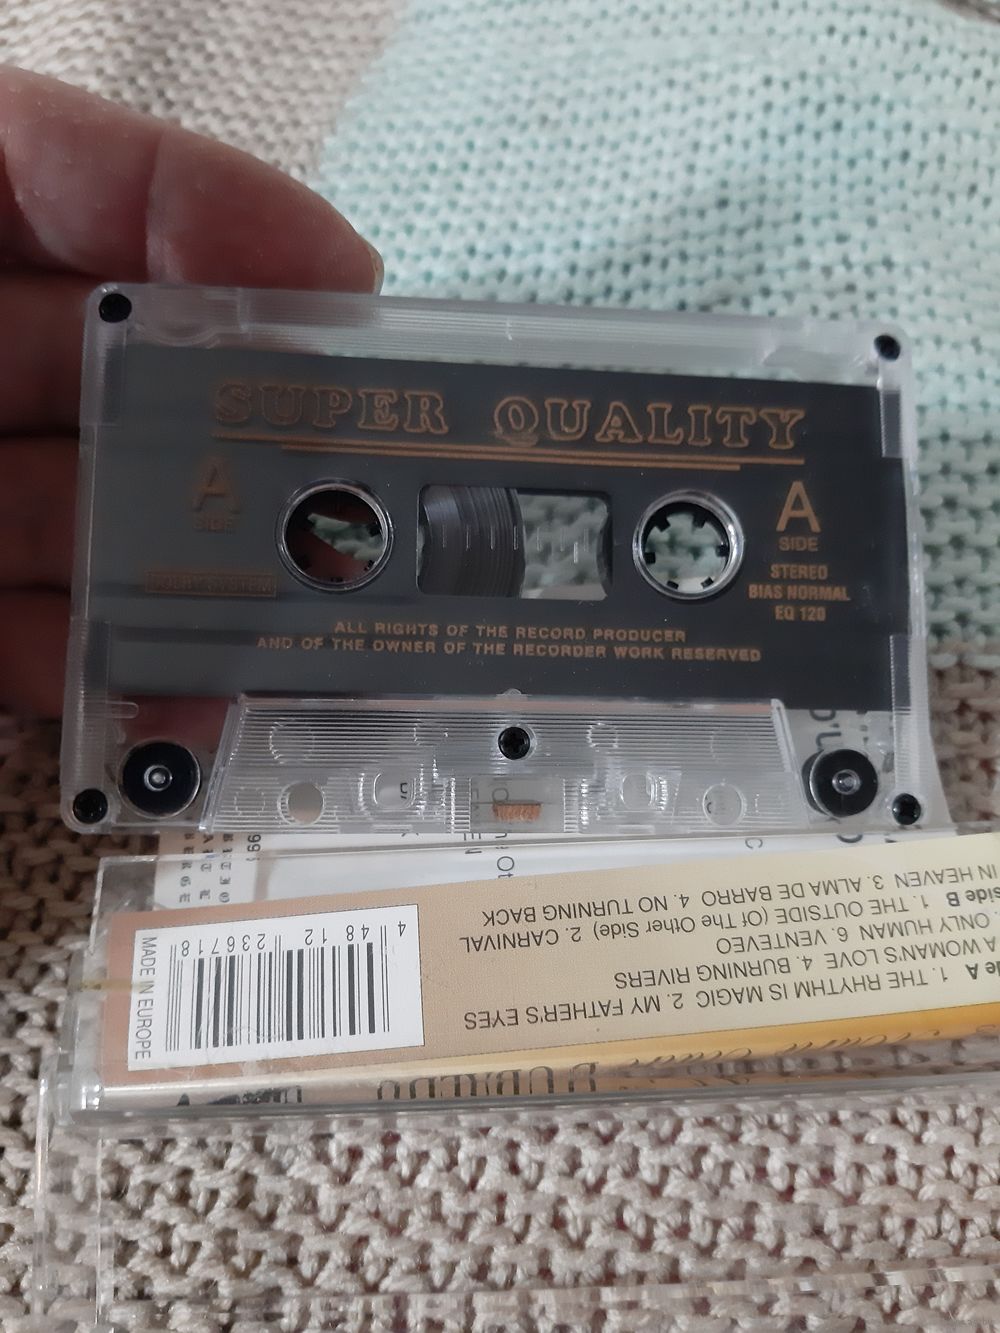 SUPER QUALITY
A
SIDE
A
SIDE
STEREO
BIAS NORMAL
EQ 120
ALL RIGHTS OF THE RECORD PRODUCER
AND OF THE OWNER OF THE RECORDER WORK RESERVED
1. THE RHYTHM IS MAGIC 2. MY FATHER'S EYES
A WOMAN'S LOVE 4. BURNING RIVERS
ONLY HUMAN 6. VENTEVEO
side B 1. THE OUTSIDE (Of The Other Side) 2. CARNIVAL
IN HEAVEN 3. ALMA DE BARRO 4. NO TURNING BACK
4 4812 236718
MADE IN EUROPE